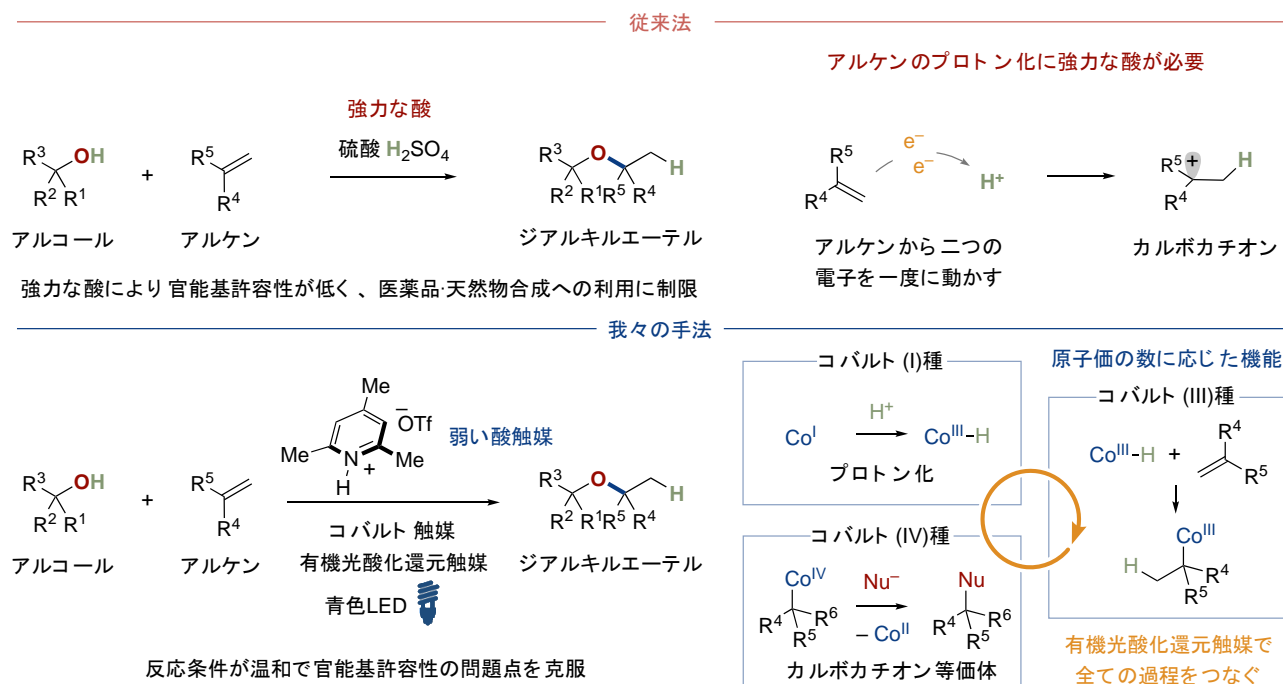 従来法
アルケンのプロトン化に強力な酸が必要
強力な酸
硫酸 H₂SO₄
R³ OH
R² R¹
+
R⁵
R⁴
R³ O H
R² R¹ R⁵ R⁴
R⁵
R⁴
e⁻
e⁻
H⁺
R⁵ + H
R⁴
アルコール
アルケン
ジアルキルエーテル
アルケンから二つの
電子を一度に動かす
カルボカチオン
強力な酸により官能基許容性が低く、医薬品·天然物合成への利用に制限
我々の手法
Me
Me N Me
H +
⁻OTf
弱い酸触媒
R³ OH
R² R¹
+
R⁵
R⁴
コバルト触媒
有機光酸化還元触媒
青色LED
R³ O H
R² R¹ R⁵ R⁴
アルコール
アルケン
ジアルキルエーテル
反応条件が温和で官能基許容性の問題点を克服
コバルト(I)種
H⁺
Coᴵ
Coᴵᴵᴵ–H
プロトン化
原子価の数に応じた機能
コバルト(III)種
Coᴵᴵᴵ–H +
R⁴
R⁵
Coᴵᴵᴵ
H
R⁴
R⁵
コバルト(IV)種
Coᴵⱽ
R⁴ R⁵ R⁶
Nu⁻
– Coᴵᴵ
Nu
R⁴ R⁵ R⁶
カルボカチオン等価体
有機光酸化還元触媒で
全ての過程をつなぐ